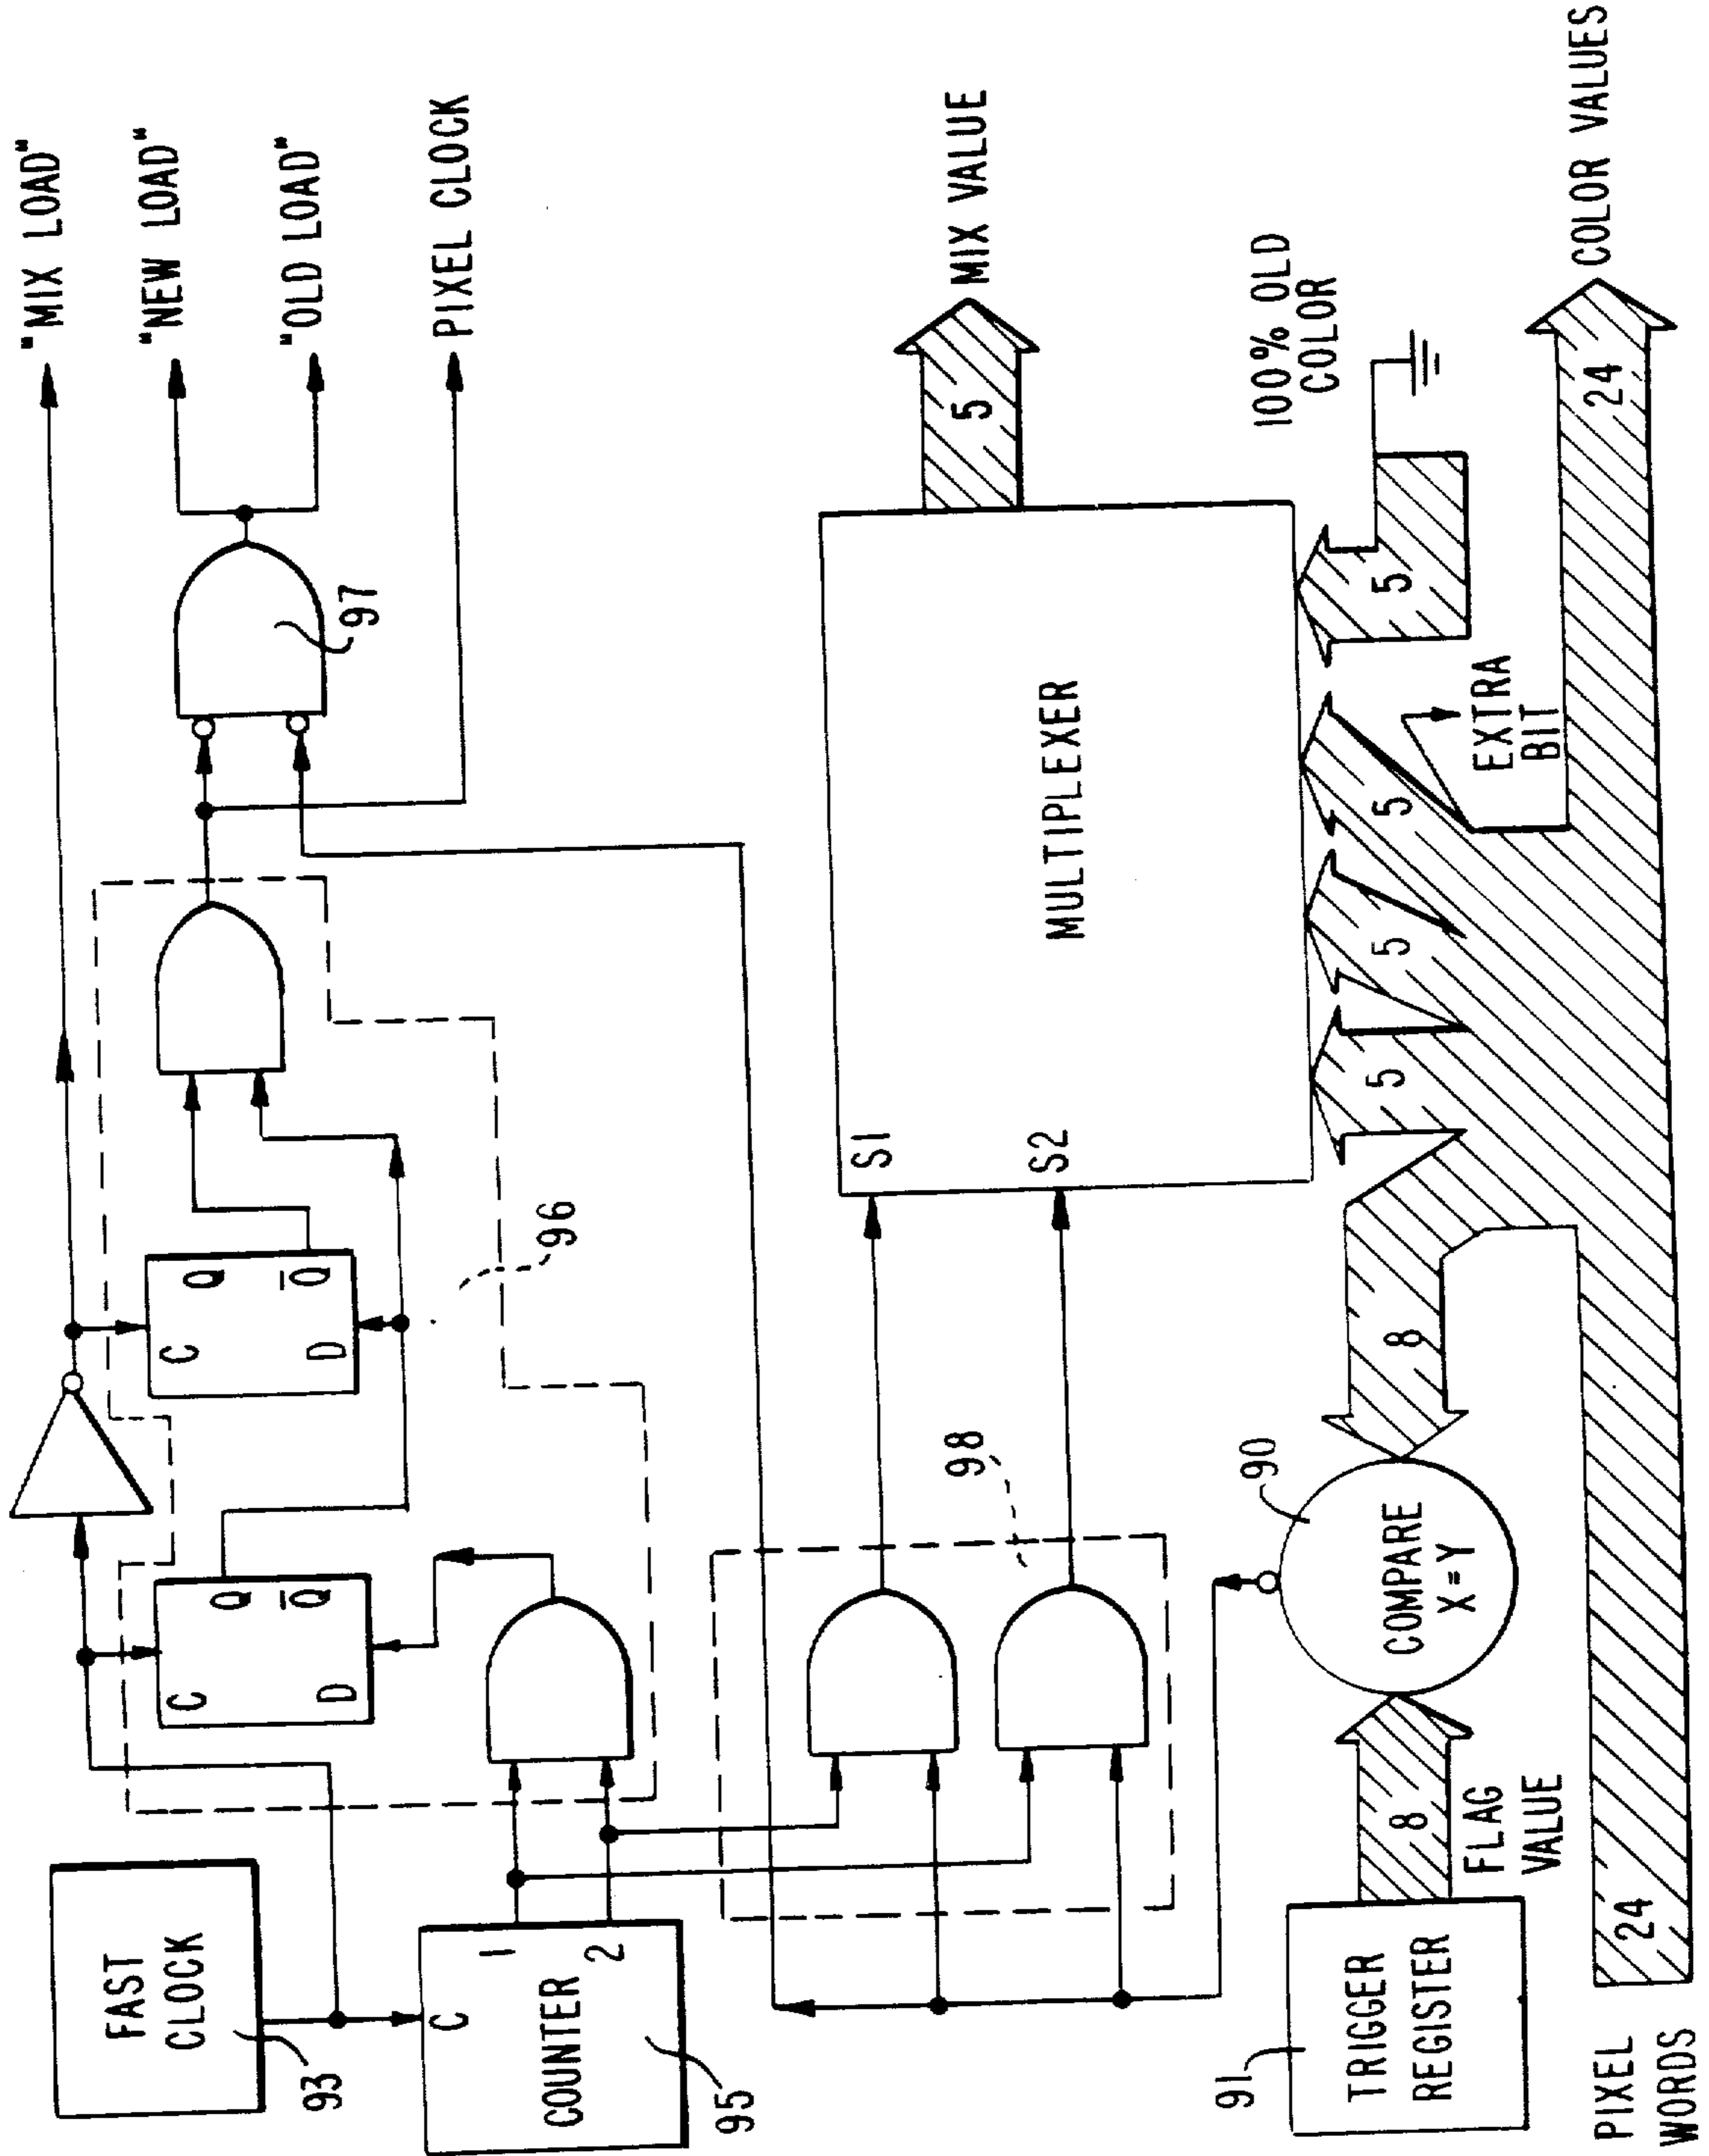 "MIX LOAD"
"NEW LOAD"
"OLD LOAD"
PIXEL CLOCK
97
FAST
CLOCK
93
C
Q
Q̅
D
C
Q
Q̅
D
96
C
1
2
COUNTER
95
98
S1
S2
MULTIPLEXER
5
MIX VALUE
100% OLD
COLOR
5
5
5
5
EXTRA
BIT
90
COMPARE
X = Y
8
8
FLAG
VALUE
91
TRIGGER
REGISTER
PIXEL
WORDS
24
24
COLOR VALUES